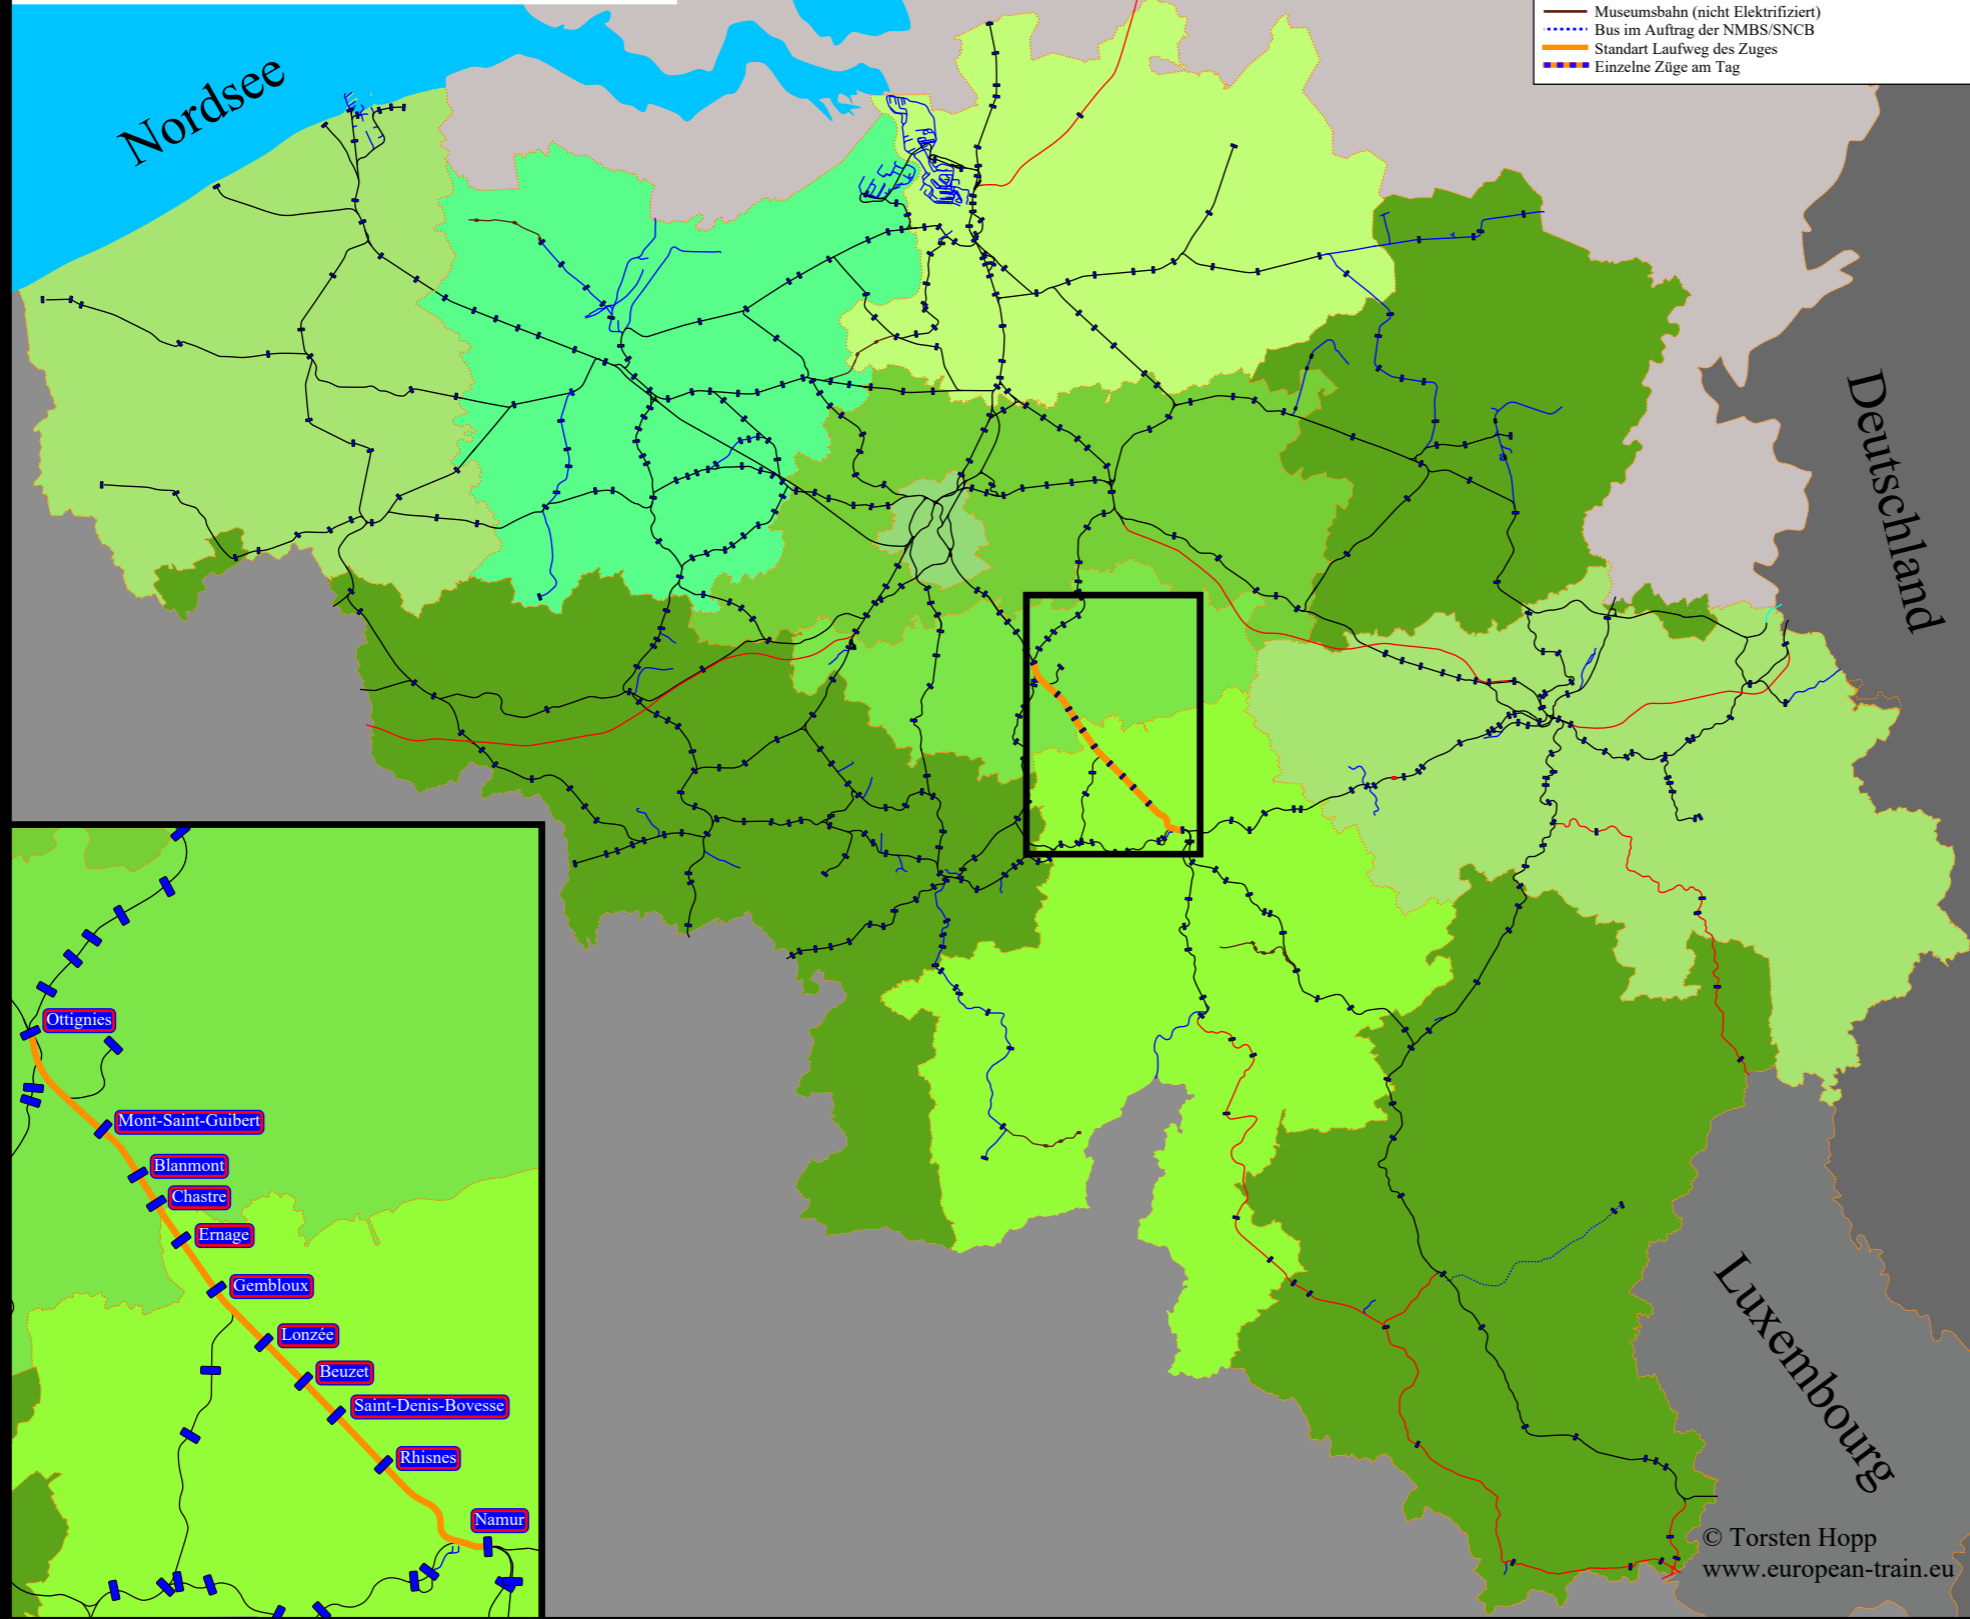 Museumsbahn (nicht Elektrifiziert)
Bus im Auftrag der NMBS/SNCB
Standart Laufweg des Zuges
Einzelne Züge am Tag
Nordsee
Deutschland
Ottignies
Mont-Saint-Guibert
Blanmont
Chastre
Ernage
Gembloux
Lonzée
Beuzet
Saint-Denis-Bovesse
Rhisnes
Namur
Luxembourg
© Torsten Hopp
www.european-train.eu